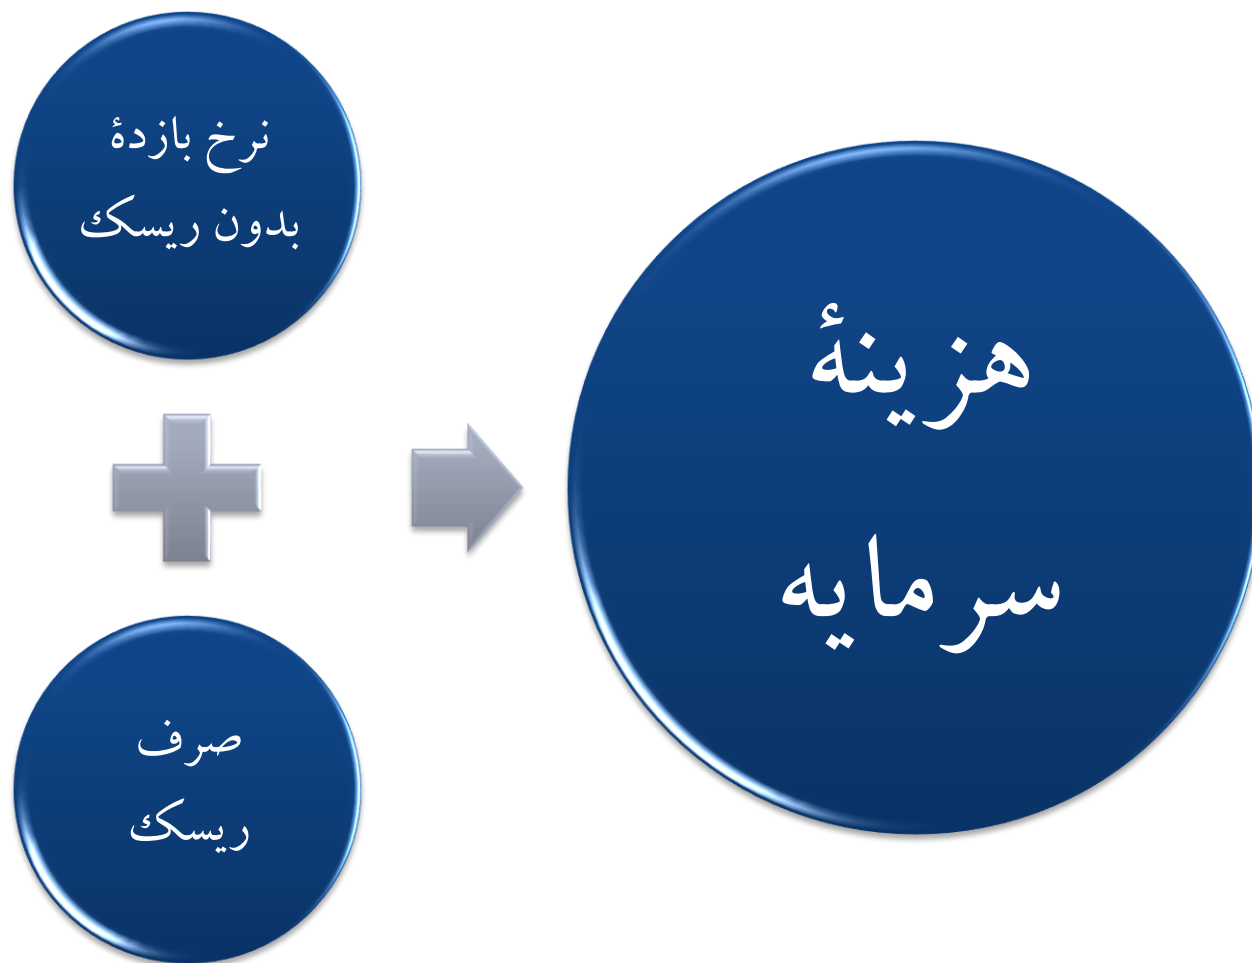 نرخ بازدۀ
بدون ریسک
صرف
ریسک
هزینۀ
سرمایه